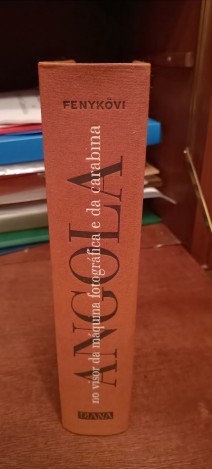 FENYKÖVI
ANGOLA
no visor da máquina fotográfica e da carabina
DIANA